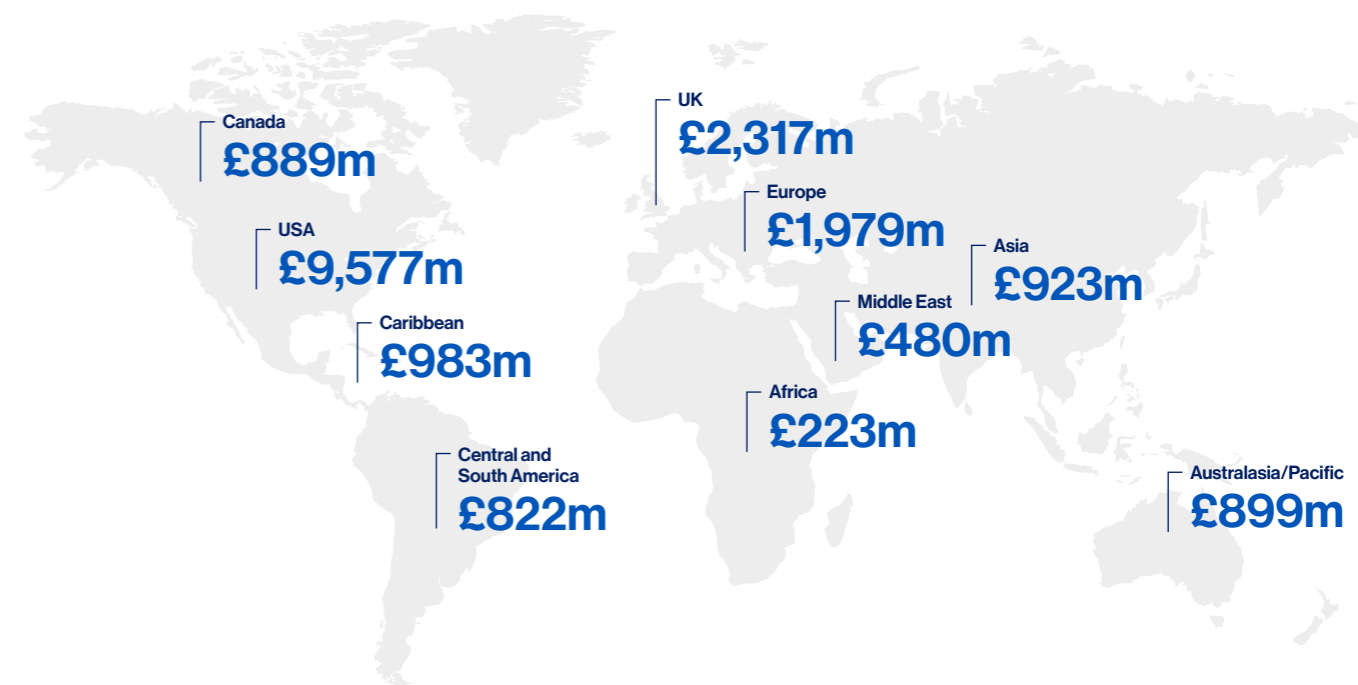 UK
£2,317m
Canada
£889m
Europe
£1,979m
USA
£9,577m
Asia
£923m
Middle East
£480m
Caribbean
£983m
Africa
£223m
Central and
South America
£822m
Australasia/Pacific
£899m